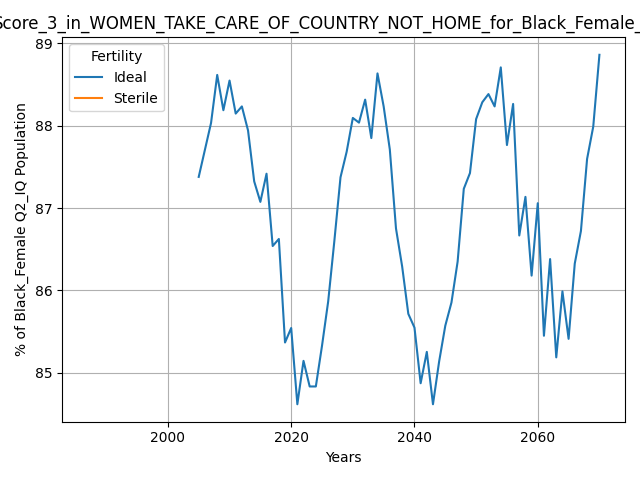 Score_3_in_WOMEN_TAKE_CARE_OF_COUNTRY_NOT_HOME_for_Black_Female_
Fertility
Ideal
Sterile
% of Black_Female Q2_IQ Population
89
88
87
86
85
2000 2020 2040 2060
Years